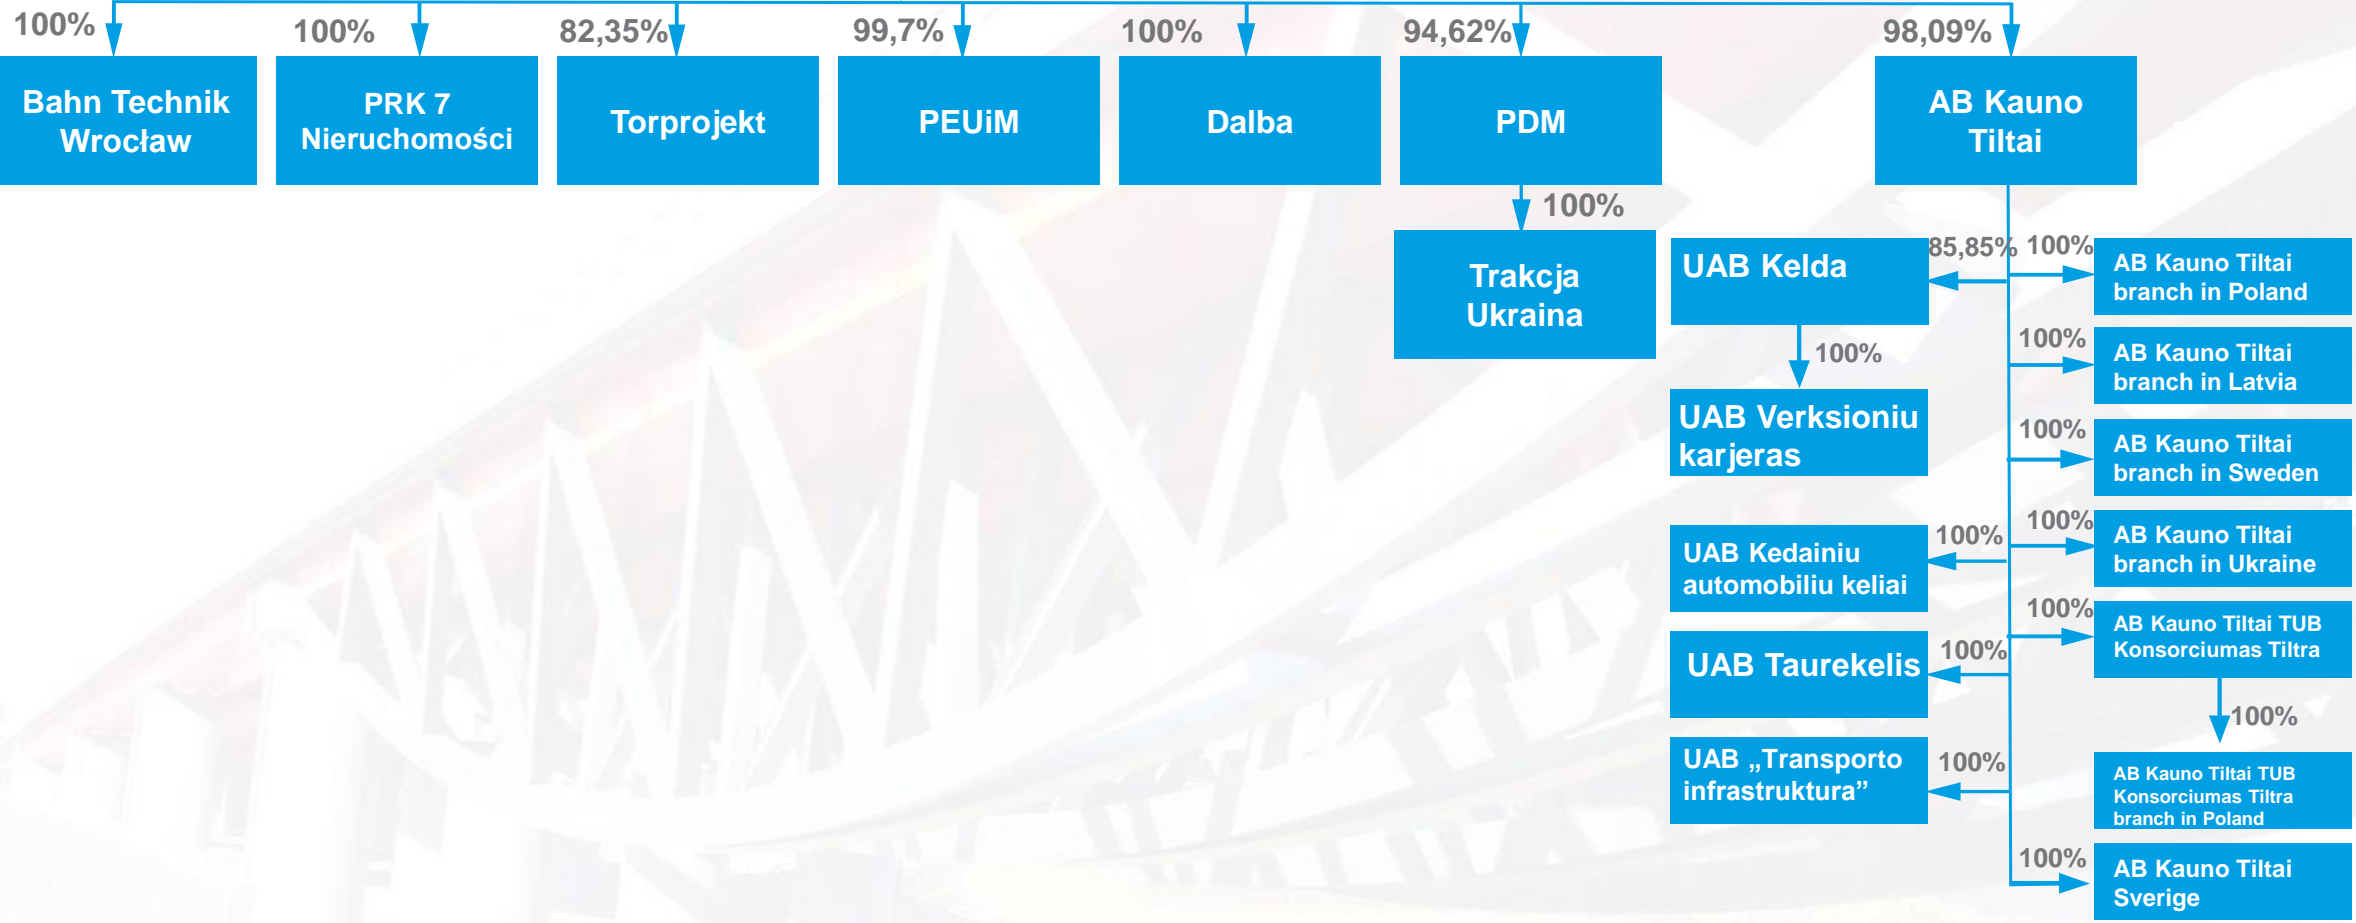 100%
100%
82,35%
99,7%
100%
94,62%
98,09%
Bahn Technik
Wrocław
PRK 7
Nieruchomości
Torprojekt
PEUiM
Dalba
PDM
AB Kauno
Tiltai
100%
Trakcja
Ukraina
85,85%
UAB Kelda
100%
UAB Verksioniu
karjeras
100%
UAB Kedainiu
automobiliu keliai
100%
UAB Taurekelis
100%
UAB „Transporto
infrastruktura”
100%
AB Kauno Tiltai
branch in Poland
100%
AB Kauno Tiltai
branch in Latvia
100%
AB Kauno Tiltai
branch in Sweden
100%
AB Kauno Tiltai
branch in Ukraine
100%
AB Kauno Tiltai TUB
Konsorciumas Tiltra
100%
AB Kauno Tiltai TUB
Konsorciumas Tiltra
branch in Poland
100%
AB Kauno Tiltai
Sverige